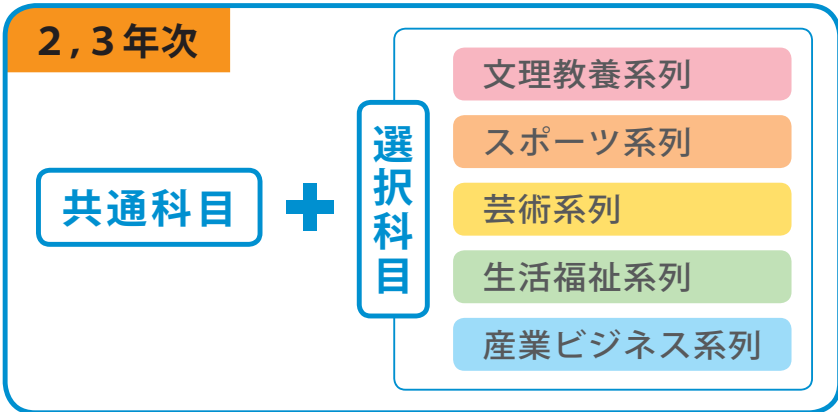 ２，３年次
共通科目
＋
選択科目
文理教養系列
スポーツ系列
芸術系列
生活福祉系列
産業ビジネス系列